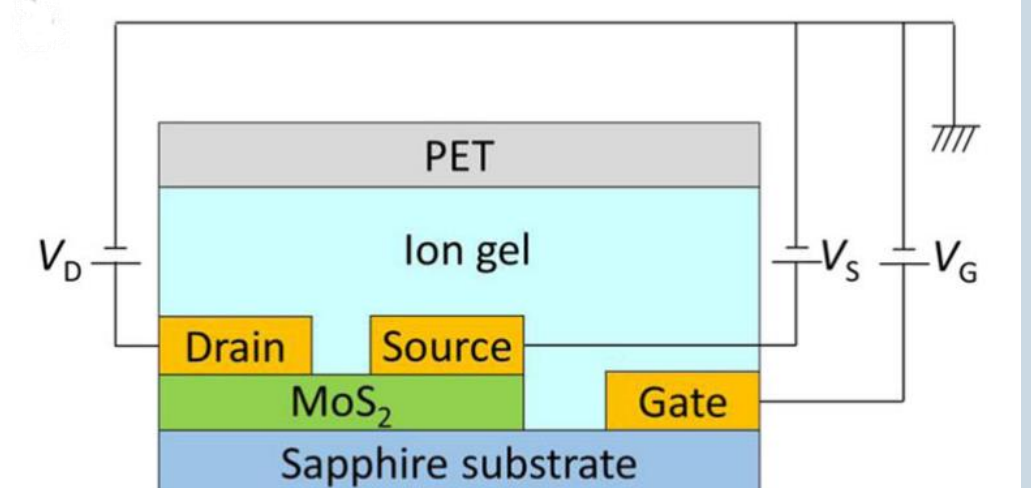 PET
Ion gel
V_D
V_S
V_G
Drain
Source
MoS₂
Gate
Sapphire substrate